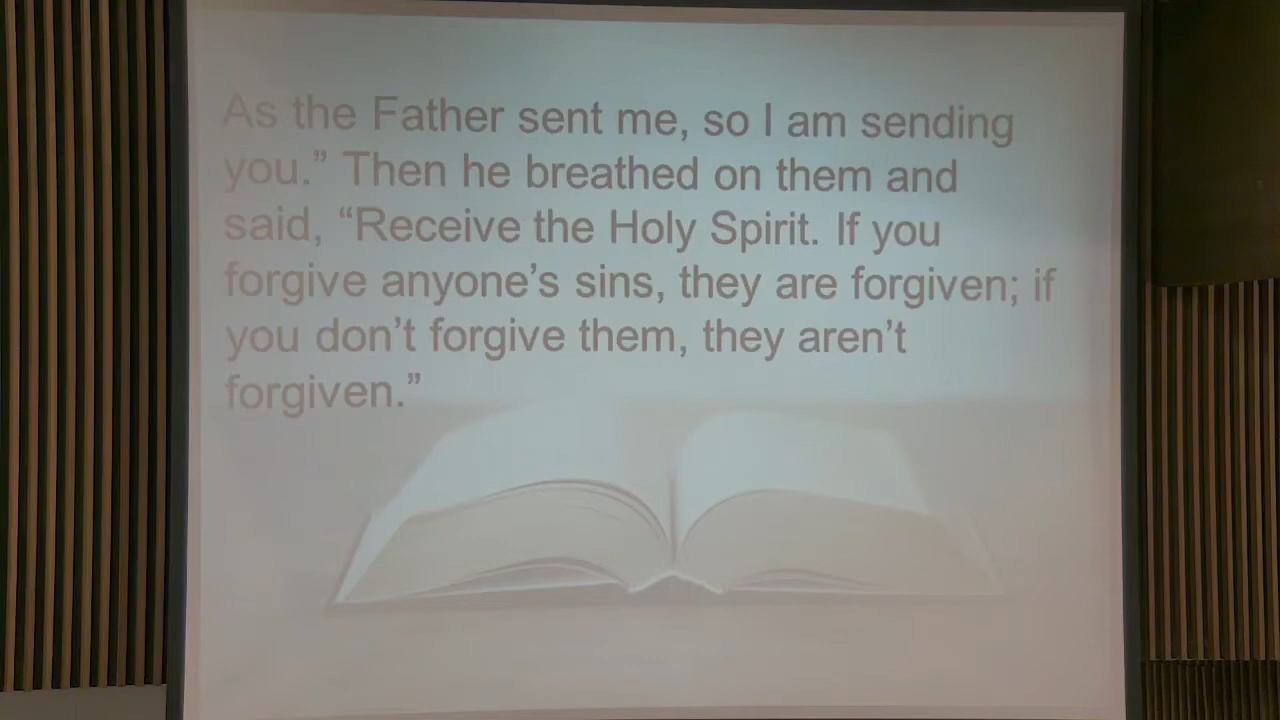 As the Father sent me, so I am sending
you.” Then he breathed on them and
said, “Receive the Holy Spirit. If you
forgive anyone’s sins, they are forgiven; if
you don’t forgive them, they aren’t
forgiven.”